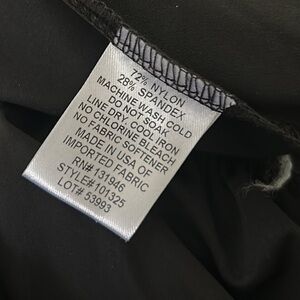 72% NYLON
28% SPANDEX
MACHINE WASH COLD
DO NOT SOAK
LINE DRY, COOL IRON
NO CHLORINE BLEACH
NO FABRIC SOFTENER
MADE IN USA OF
IMPORTED FABRIC
RN# 131946
STYLE#101325
LOT# 53993